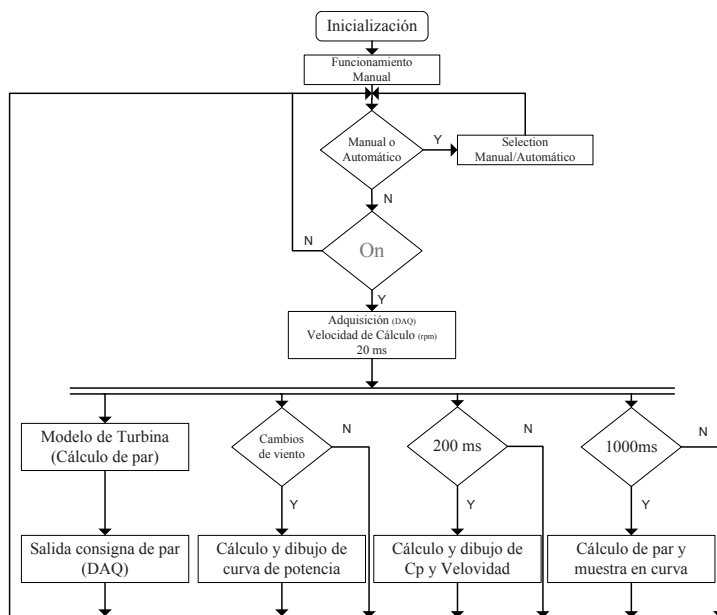 Inicialización
Funcionamiento
Manual
Manual o
Automático
Y
Selection
Manual/Automático
N
N
On
Y
Adquisición (DAQ)
Velocidad de Cálculo (rpm)
20 ms
Modelo de Turbina
(Cálculo de par)
Cambios
de viento
N
200 ms
N
1000ms
N
Y
Y
Y
Salida consigna de par
(DAQ)
Cálculo y dibujo de
curva de potencia
Cálculo y dibujo de
Cp y Velovidad
Cálculo de par y
muestra en curva